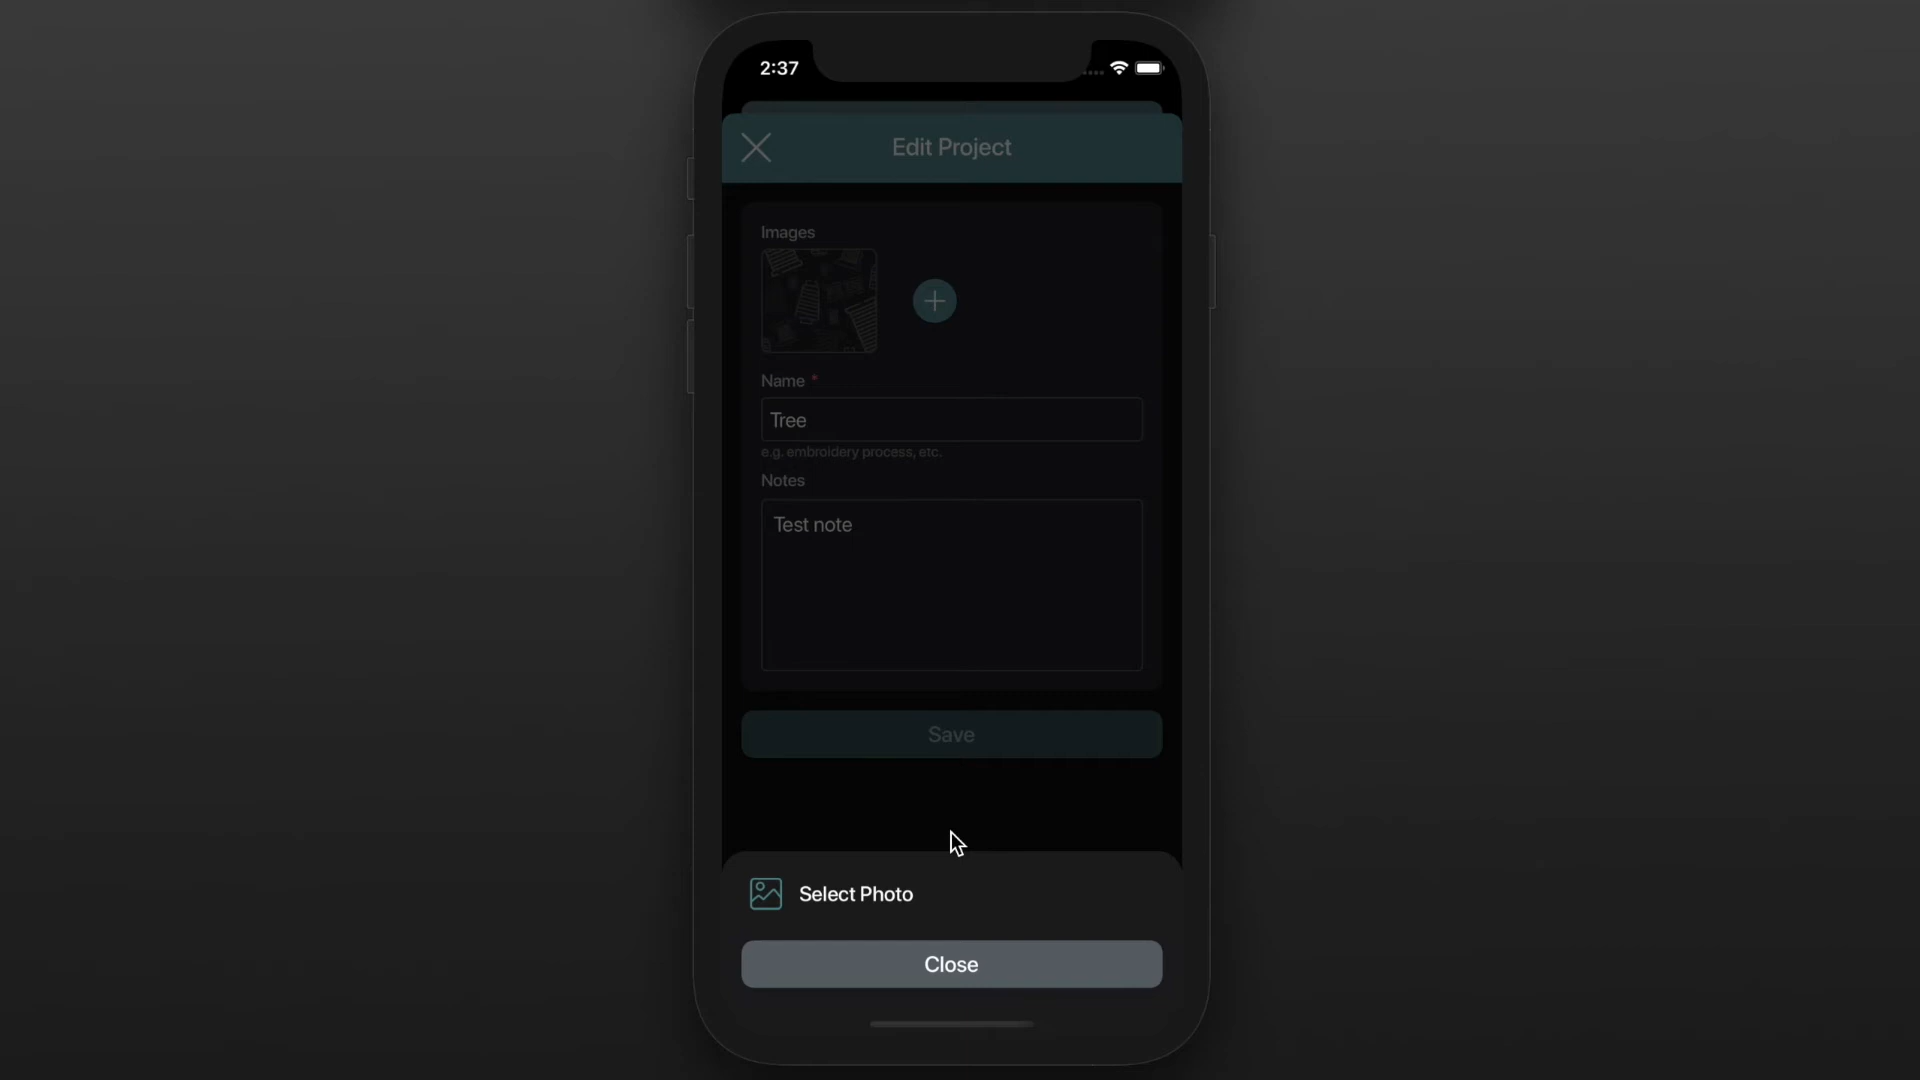 2:37
Edit Project
Images
Name *
Tree
e.g. embroidery process, etc.
Notes
Test note
Save
Select Photo
Close